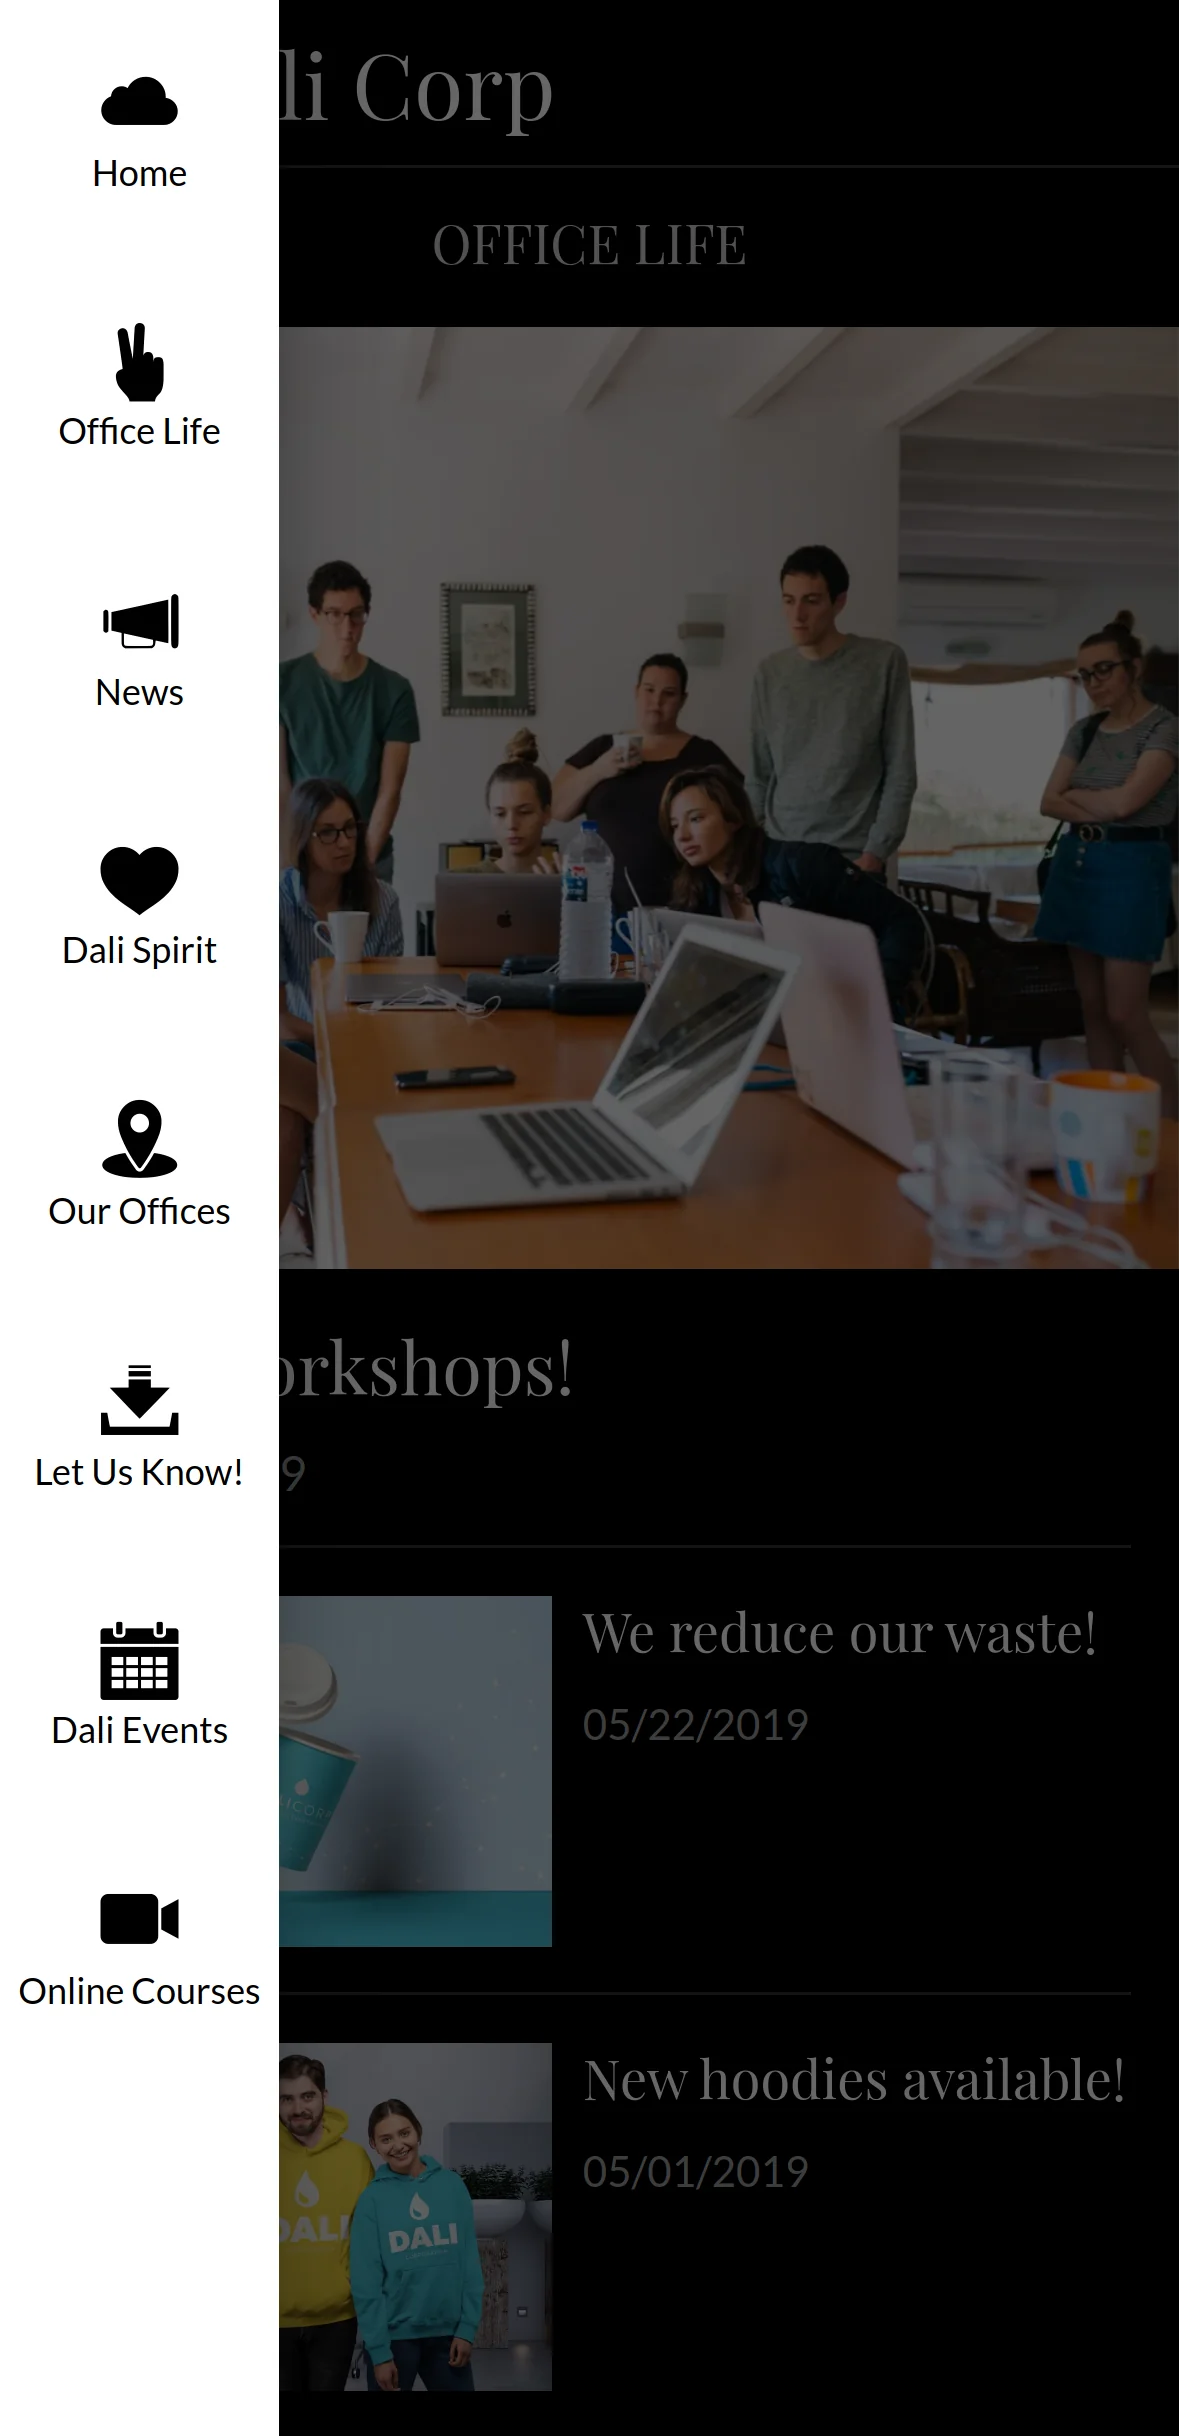 Home
Office Life
News
Dali Spirit
Our Offices
Let Us Know!
Dali Events
Online Courses
li Corp
OFFICE LIFE
orkshops!
9
We reduce our waste!
05/22/2019
New hoodies available!
05/01/2019
DALI
DALI